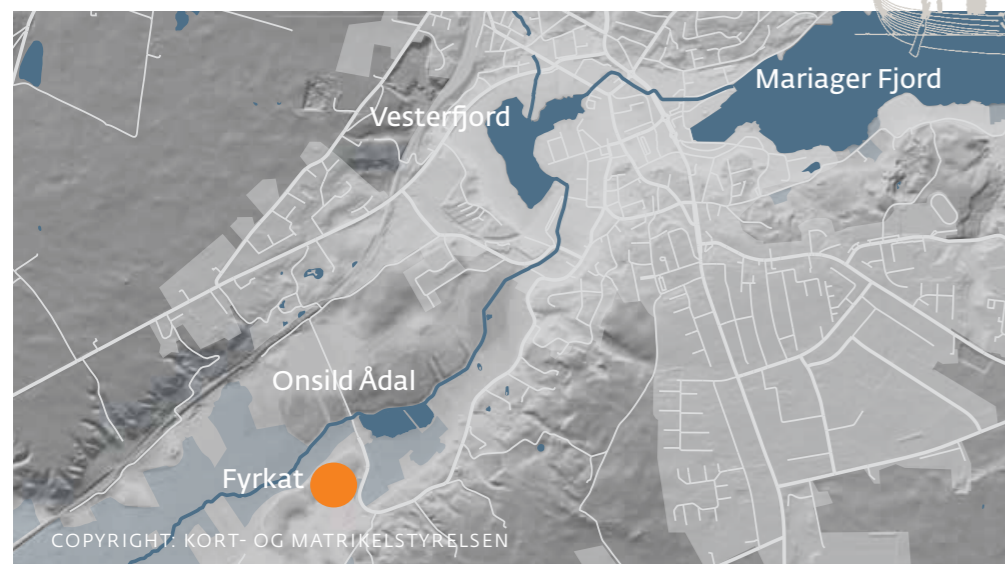 Mariager Fjord
Vesterfjord
Onsild Ådal
Fyrkat
COPYRIGHT: KORT- OG MATRIKELSTYRELSEN